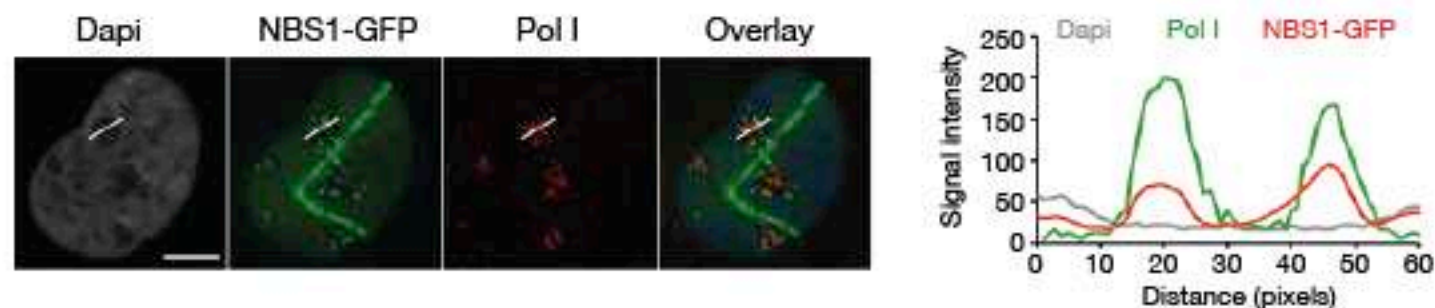 Dapi NBS1-GFP Pol I Overlay
Dapi Pol I NBS1-GFP
Signal intensity
250
200
150
100
50
0
0 10 20 30 40 50 60
Distance (pixels)